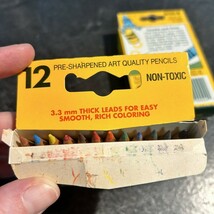 12 PRE-SHARPENED ART QUALITY PENCILS
NON-TOXIC
3.3 mm THICK LEADS FOR EASY
SMOOTH, RICH COLORING